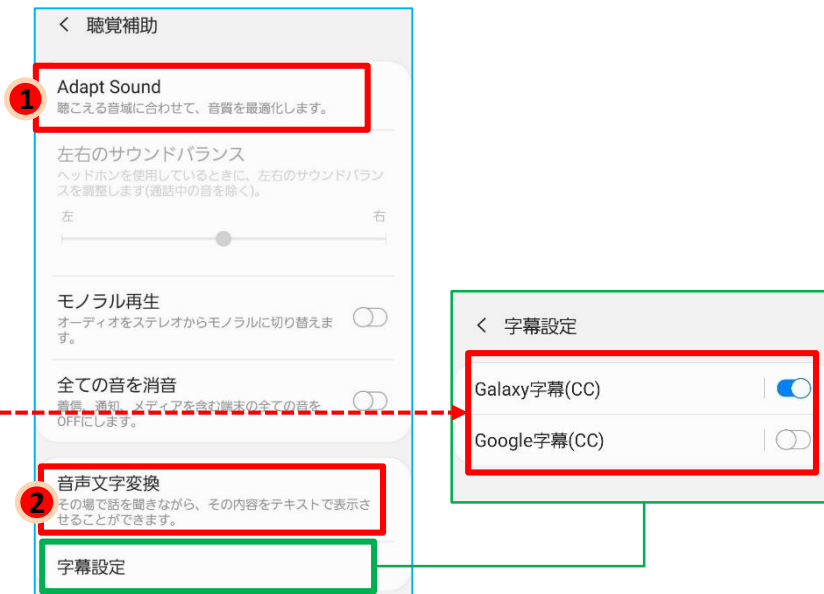 聴覚補助
1
Adapt Sound
聴こえる音域に合わせて、音質を最適化します。
左右のサウンドバランス
ヘッドホンを使用しているときに、左右のサウンドバラン
スを調整します(通話中の音を除く)。
左 右
モノラル再生
オーディオをステレオからモノラルに切り替えま
す。
全ての音を消音
着信、通知、メディアを含む端末の全ての音を
OFFにします。
2
音声文字変換
その場で話を聞きながら、その内容をテキストで表示さ
せることができます。
字幕設定
字幕設定
Galaxy字幕(CC)
Google字幕(CC)